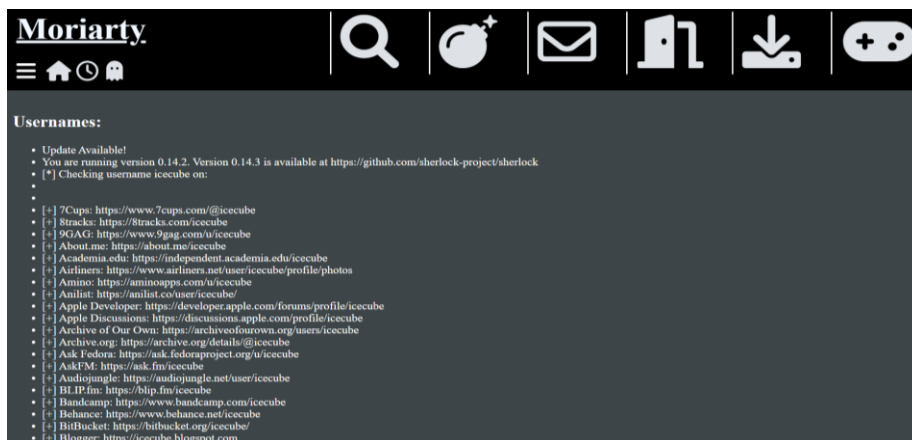 Moriarty
Usernames:
• Update Available!
• You are running version 0.14.2. Version 0.14.3 is available at https://github.com/sherlock-project/sherlock
• [*] Checking username icecube on:
•
•
• [+] 7Cups: https://www.7cups.com/@icecube
• [+] 8tracks: https://8tracks.com/icecube
• [+] 9GAG: https://www.9gag.com/u/icecube
• [+] About.me: https://about.me/icecube
• [+] Academia.edu: https://independent.academia.edu/icecube
• [+] Airliners: https://www.airliners.net/user/icecube/profile/photos
• [+] Amino: https://aminoapps.com/u/icecube
• [+] Anilist: https://anilist.co/user/icecube/
• [+] Apple Developer: https://developer.apple.com/forums/profile/icecube
• [+] Apple Discussions: https://discussions.apple.com/profile/icecube
• [+] Archive of Our Own: https://archiveofourown.org/users/icecube
• [+] Archive.org: https://archive.org/details/@icecube
• [+] Ask Fedora: https://ask.fedoraproject.org/u/icecube
• [+] AskFM: https://ask.fm/icecube
• [+] Audiojungle: https://audiojungle.net/user/icecube
• [+] BLIP.fm: https://blip.fm/icecube
• [+] Bandcamp: https://www.bandcamp.com/icecube
• [+] Behance: https://www.behance.net/icecube
• [+] BitBucket: https://bitbucket.org/icecube/
• [+] Blogger: https://icecube.blogspot.com